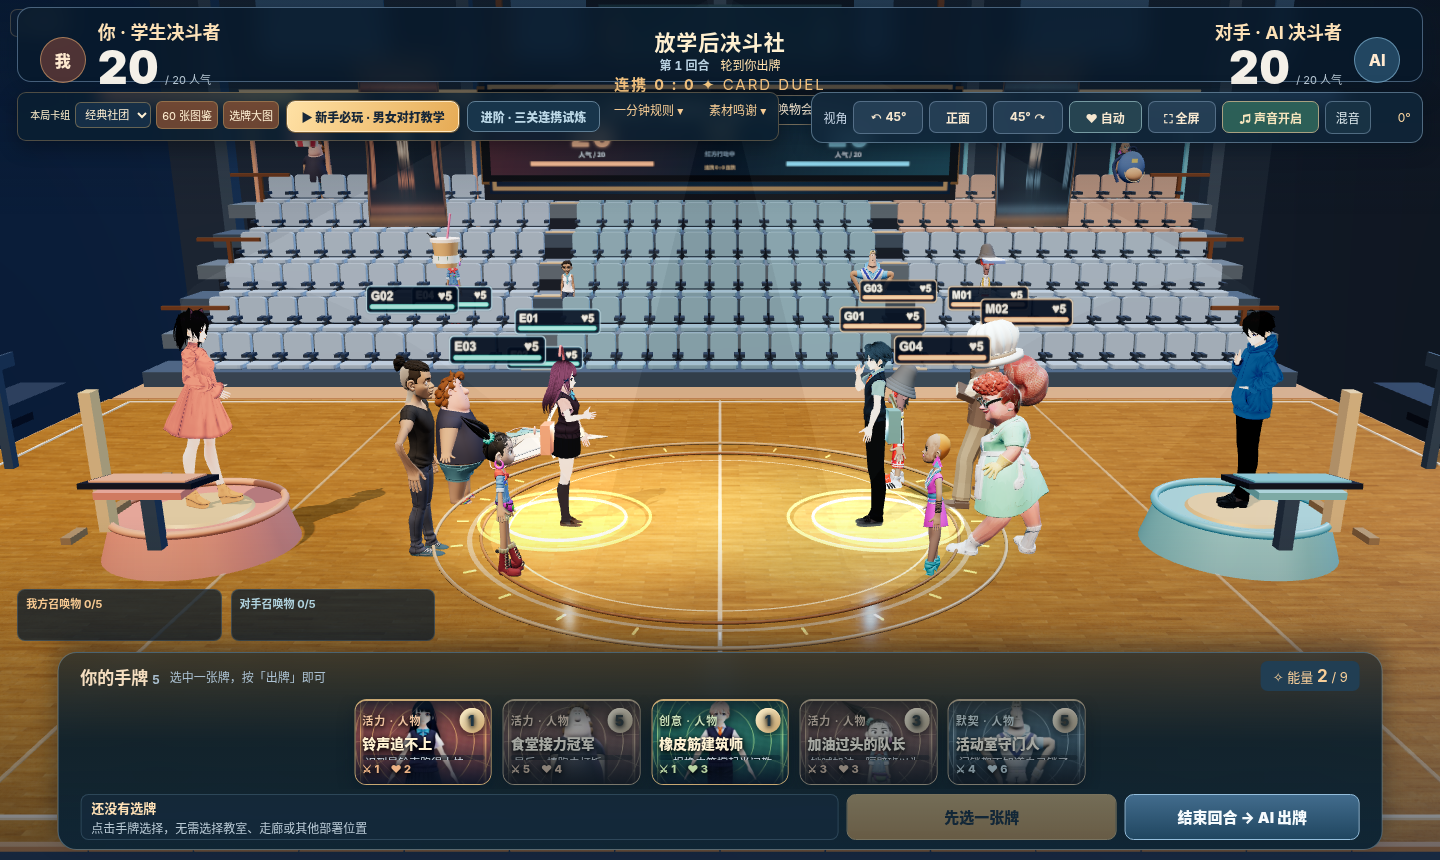 我
你 · 学生决斗者
20 / 20 人气
放学后决斗社
第 1 回合 轮到你出牌
连携 0 : 0 ✦ CARD DUEL
对手 · AI 决斗者
20 / 20 人气
AI
本局卡组 经典社团 60 张图鉴 选牌大图 ▶ 新手必玩 · 男女对打教学 进阶 · 三关连携试炼 一分钟规则 ▾ 素材鸣谢 ▾ 唤物会
视角 ↶ 45° 正面 45° ↷ ♥ 自动 ⛶ 全屏 ♫ 声音开启 混音 0°
人气 / 20
人气 / 20
G02 ♥5
♥5
E01 ♥5
E03 ♥5
♥5
G03 ♥5
M01 ♥5
G01 ♥5
M02 ♥5
G04 ♥5
我方召唤物 0/5
对手召唤物 0/5
你的手牌 5 选中一张牌，按「出牌」即可
✧ 能量 2 / 9
活力 · 人物 1
铃声追不上
⚔ 1 ♥ 2
活力 · 人物 5
食堂接力冠军
⚔ 5 ♥ 4
创意 · 人物 1
橡皮筋建筑师
⚔ 1 ♥ 3
活力 · 人物 3
加油过头的队长
⚔ 3 ♥ 3
默契 · 人物 5
活动室守门人
⚔ 4 ♥ 6
还没有选牌
点击手牌选择，无需选择教室、走廊或其他部署位置
先选一张牌
结束回合 → AI 出牌